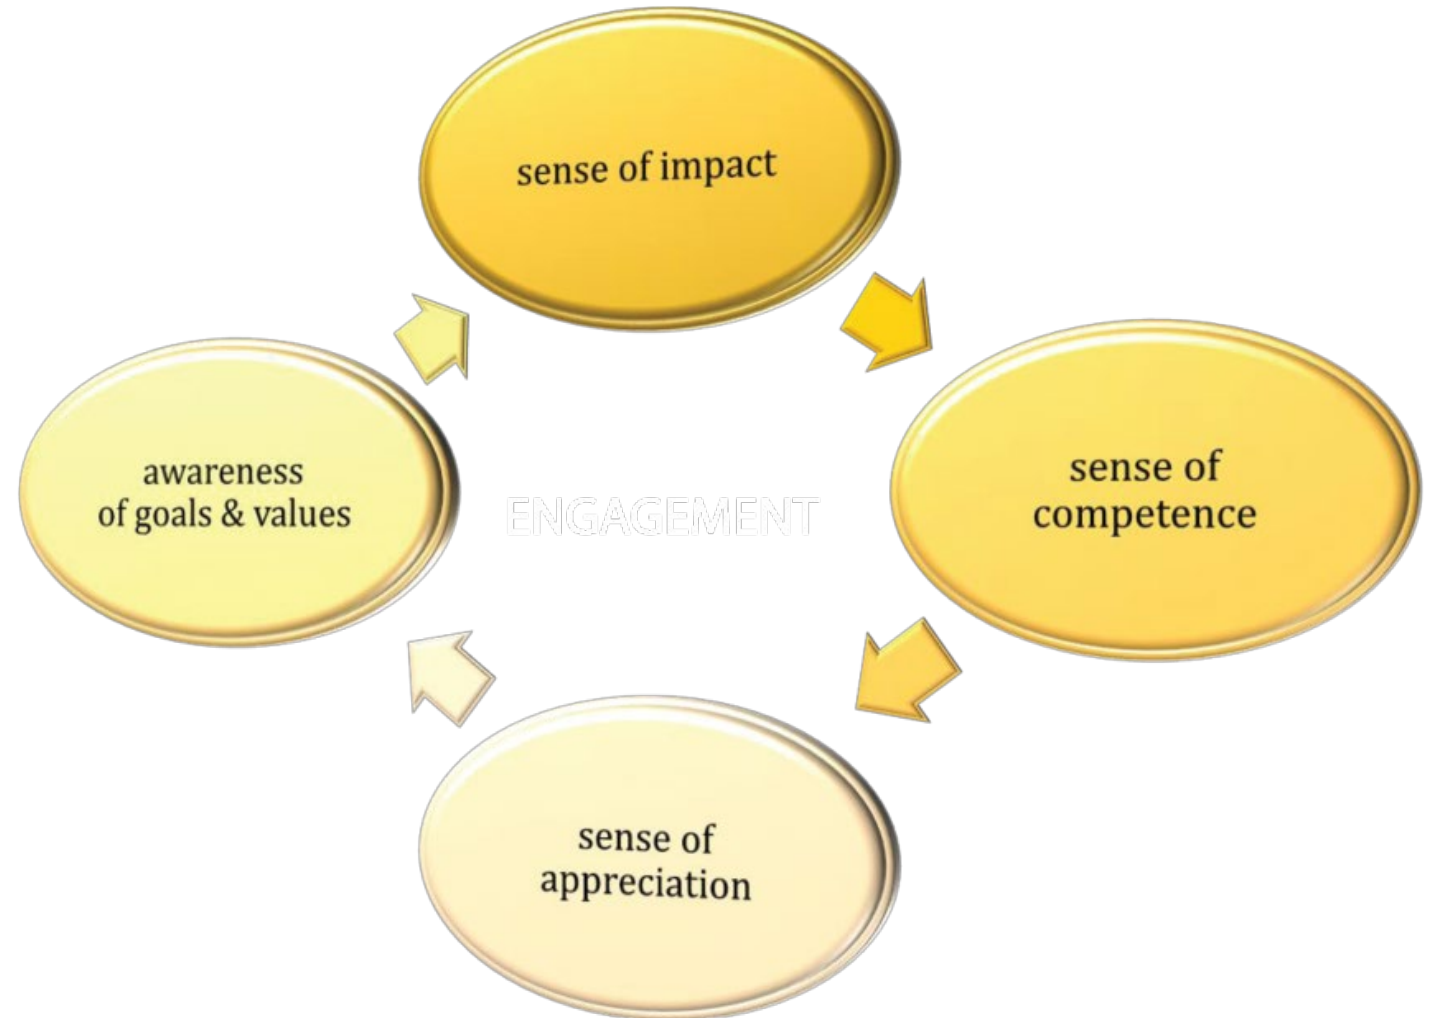 sense of impact
awareness
of goals & values
ENGAGEMENT
sense of
competence
sense of
appreciation